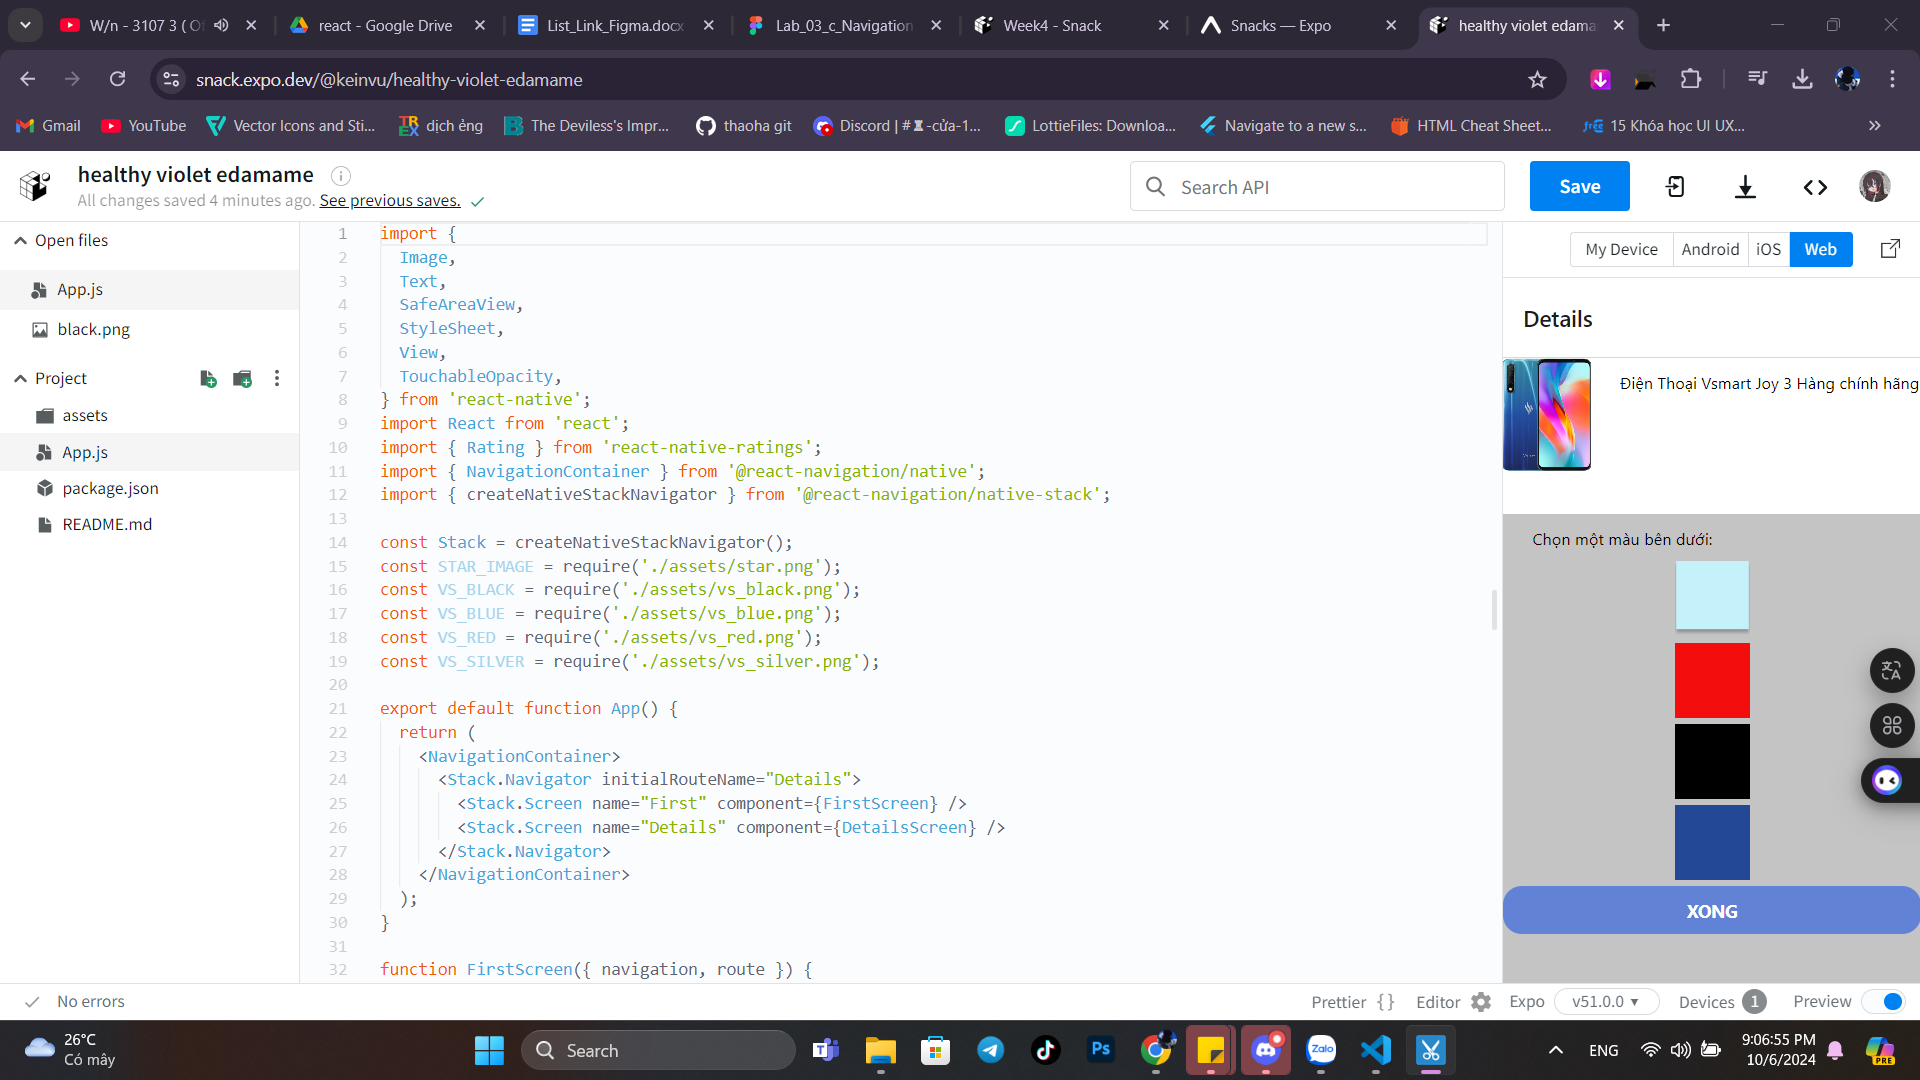 W/n - 3107 3 ( Of
react - Google Drive
List_Link_Figma.docx
Lab_03_c_Navigation
Week4 - Snack
Snacks — Expo
healthy violet edama
snack.expo.dev/@keinvu/healthy-violet-edamame
Gmail
YouTube
Vector Icons and Sti...
dịch ẻng
The Deviless's Impr...
thaoha git
Discord | #♜-cửa-1...
LottieFiles: Downloa...
Navigate to a new s...
HTML Cheat Sheet...
15 Khóa học UI UX...
healthy violet edamame
All changes saved 4 minutes ago. See previous saves.
Search API
Save
Open files
App.js
black.png
Project
assets
App.js
package.json
README.md
1 import {
2 Image,
3 Text,
4 SafeAreaView,
5 StyleSheet,
6 View,
7 TouchableOpacity,
8 } from 'react-native';
9 import React from 'react';
10 import { Rating } from 'react-native-ratings';
11 import { NavigationContainer } from '@react-navigation/native';
12 import { createNativeStackNavigator } from '@react-navigation/native-stack';
13
14 const Stack = createNativeStackNavigator();
15 const STAR_IMAGE = require('./assets/star.png');
16 const VS_BLACK = require('./assets/vs_black.png');
17 const VS_BLUE = require('./assets/vs_blue.png');
18 const VS_RED = require('./assets/vs_red.png');
19 const VS_SILVER = require('./assets/vs_silver.png');
20
21 export default function App() {
22 return (
23 <NavigationContainer>
24 <Stack.Navigator initialRouteName="Details">
25 <Stack.Screen name="First" component={FirstScreen} />
26 <Stack.Screen name="Details" component={DetailsScreen} />
27 </Stack.Navigator>
28 </NavigationContainer>
29 );
30 }
31
32 function FirstScreen({ navigation, route }) {
My Device
Android
iOS
Web
Details
Điện Thoại Vsmart Joy 3 Hàng chính hãng
Chọn một màu bên dưới:
XONG
No errors
Prettier { }
Editor
Expo
v51.0.0
Devices 1
Preview
26°C
Có mây
Search
ENG
9:06:55 PM
10/6/2024